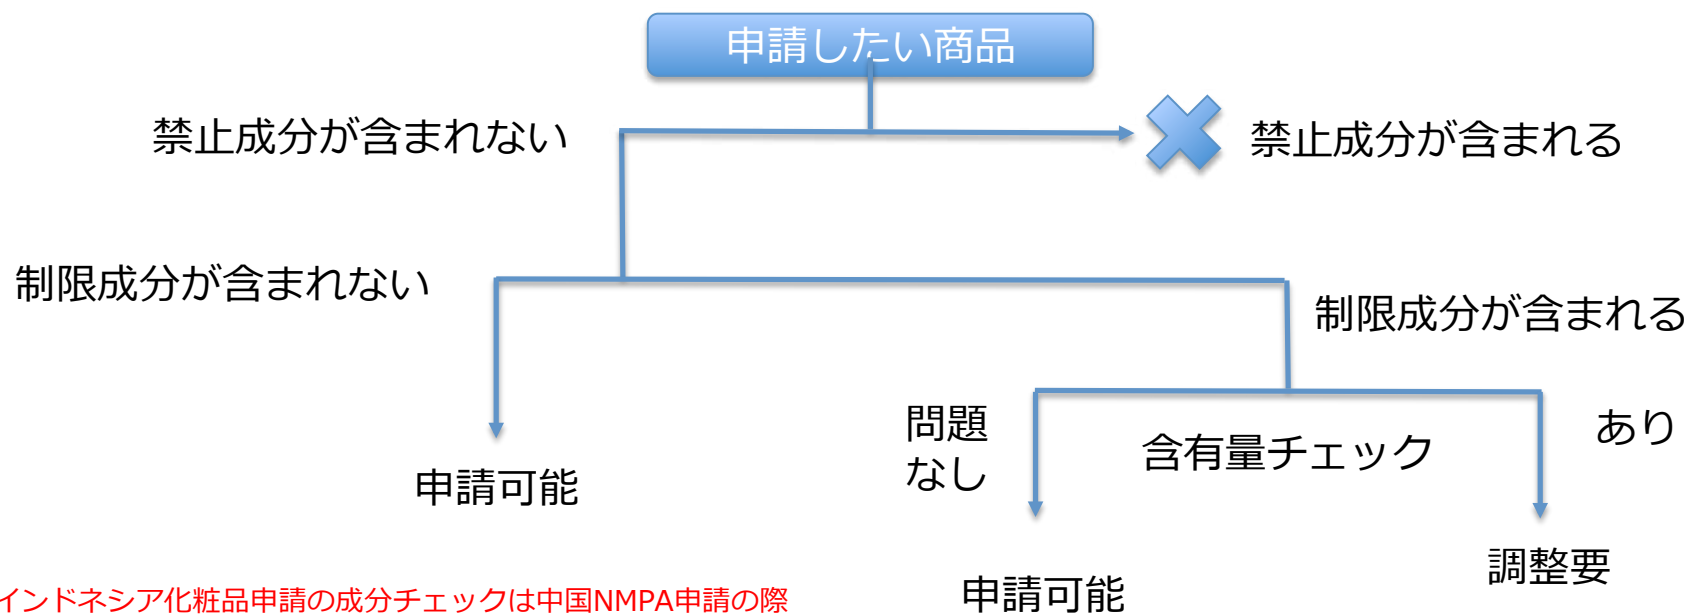 申請したい商品
禁止成分が含まれない
禁止成分が含まれる
制限成分が含まれない
制限成分が含まれる
問題
なし
含有量チェック
あり
申請可能
調整要
申請可能
インドネシア化粧品申請の成分チェックは中国NMPA申請の際